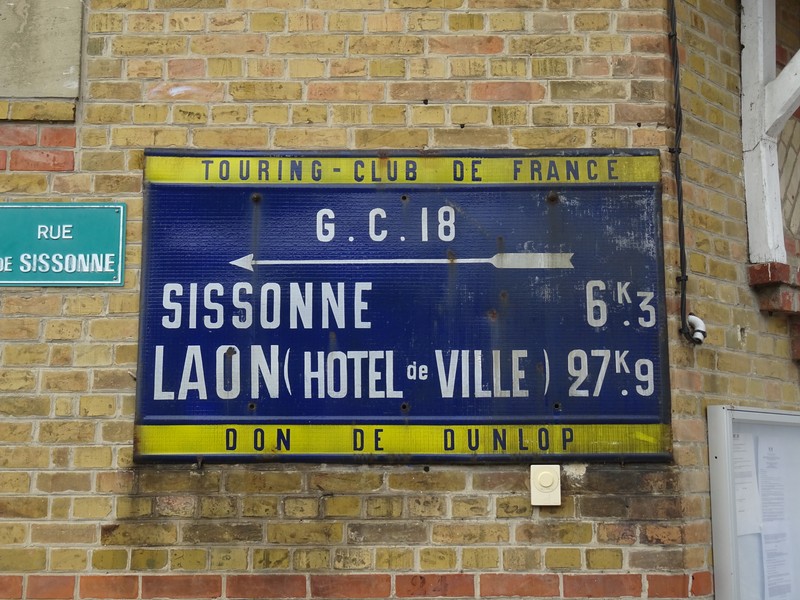 TOURING-CLUB DE FRANCE
G.C.18
SISSONNE 6K.3
LAON (HOTEL de VILLE) 27K.9
DON DE DUNLOP
RUE
DE SISSONNE